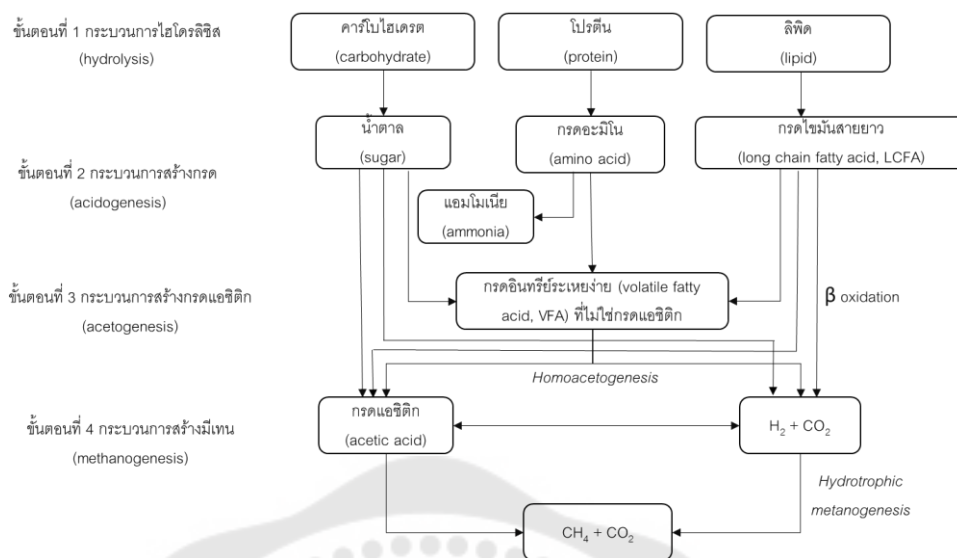 ขั้นตอนที่ 1 กระบวนการไฮโดรลิซิส
(hydrolysis)
คาร์โบไฮเดรต
(carbohydrate)
โปรตีน
(protein)
ลิพิด
(lipid)
น้ำตาล
(sugar)
กรดอะมิโน
(amino acid)
กรดไขมันสายยาว
(long chain fatty acid, LCFA)
ขั้นตอนที่ 2 กระบวนการสร้างกรด
(acidogenesis)
แอมโมเนีย
(ammonia)
ขั้นตอนที่ 3 กระบวนการสร้างกรดแอซิติก
(acetogenesis)
กรดอินทรีย์ระเหยง่าย (volatile fatty
acid, VFA) ที่ไม่ใช่กรดแอซิติก
β oxidation
Homoacetogenesis
ขั้นตอนที่ 4 กระบวนการสร้างมีเทน
(methanogenesis)
กรดแอซิติก
(acetic acid)
H₂ + CO₂
Hydrotrophic
metanogenesis
CH₄ + CO₂